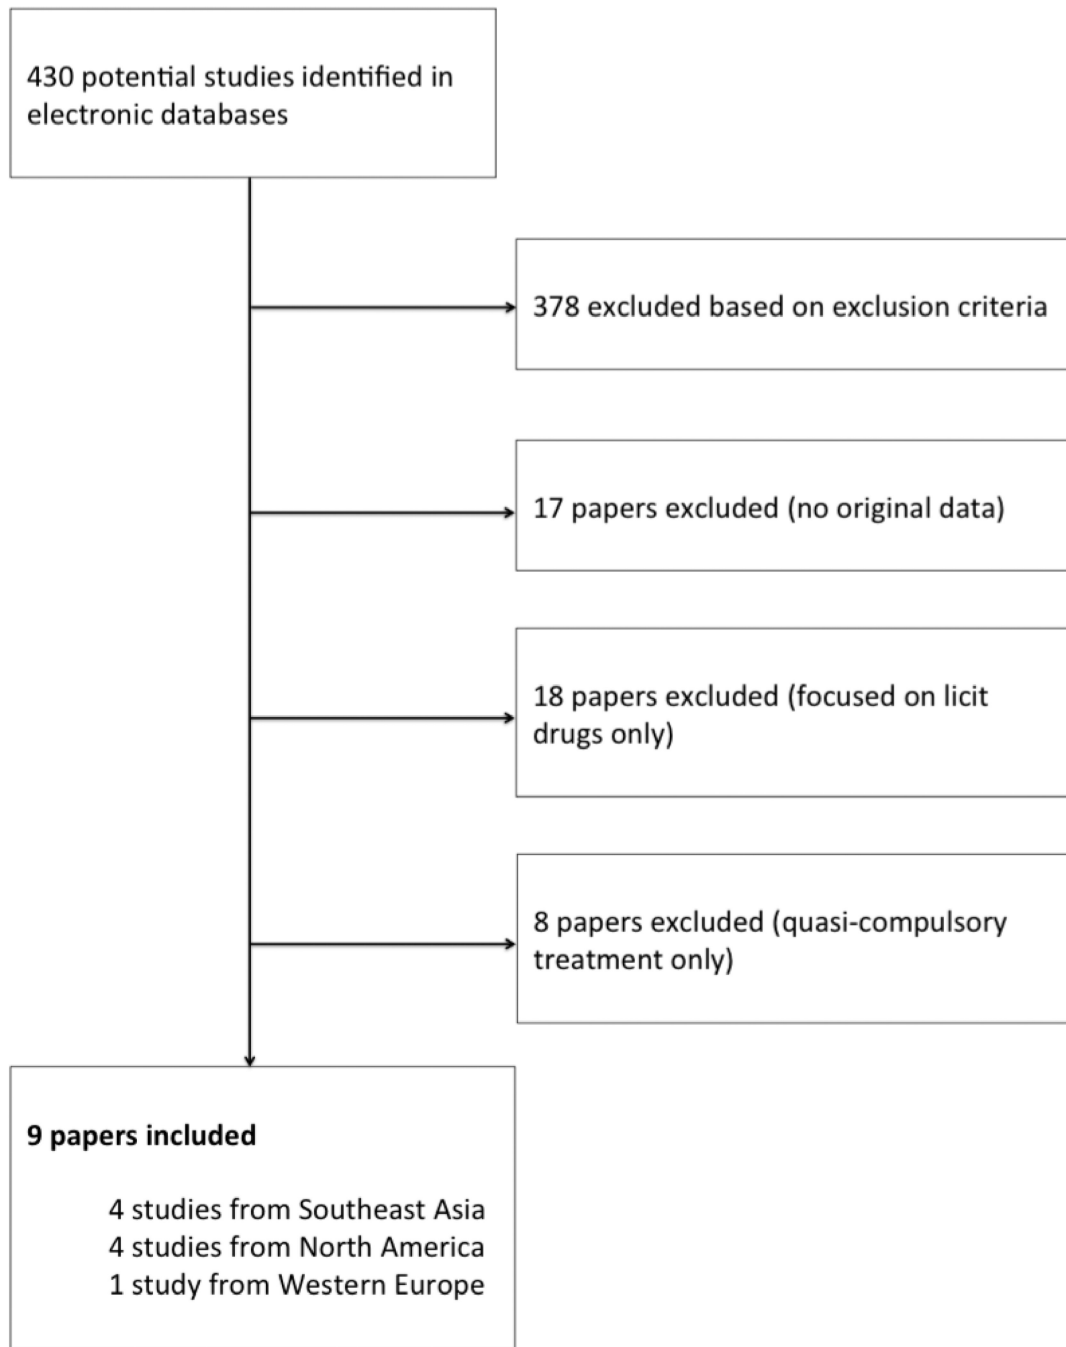 430 potential studies identified in
electronic databases
378 excluded based on exclusion criteria
17 papers excluded (no original data)
18 papers excluded (focused on licit
drugs only)
8 papers excluded (quasi-compulsory
treatment only)
9 papers included
4 studies from Southeast Asia
4 studies from North America
1 study from Western Europe